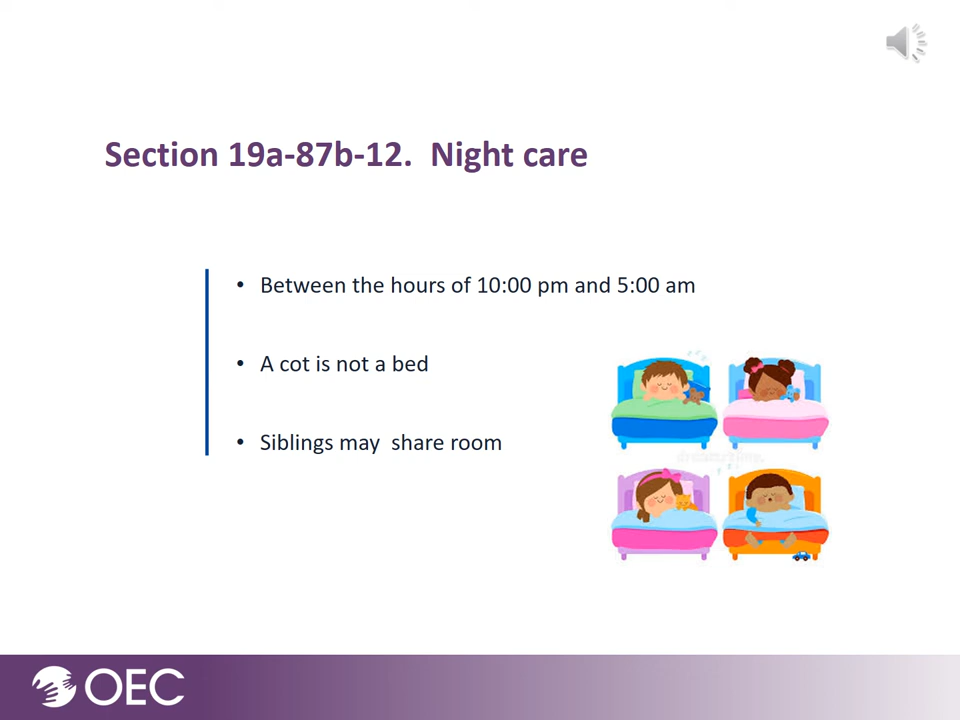 Section 19a-87b-12.  Night care
• Between the hours of 10:00 pm and 5:00 am
• A cot is not a bed
• Siblings may  share room
OEC